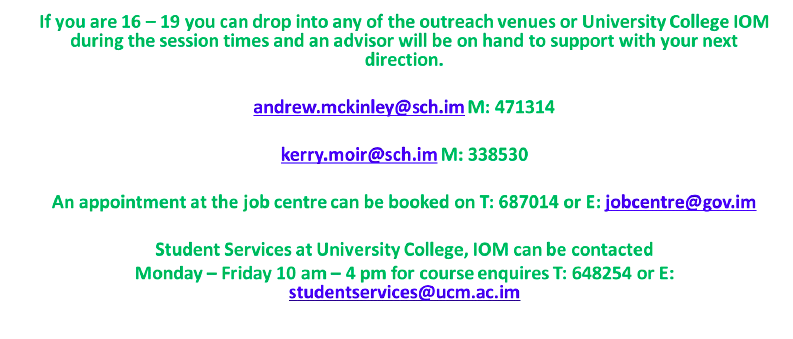 If you are 16 – 19 you can drop into any of the outreach venues or University College IOM
during the session times and an advisor will be on hand to support with your next
direction.
andrew.mckinley@sch.im M: 471314
kerry.moir@sch.im M: 338530
An appointment at the job centre can be booked on T: 687014 or E: jobcentre@gov.im
Student Services at University College, IOM can be contacted
Monday – Friday 10 am – 4 pm for course enquires T: 648254 or E:
studentservices@ucm.ac.im